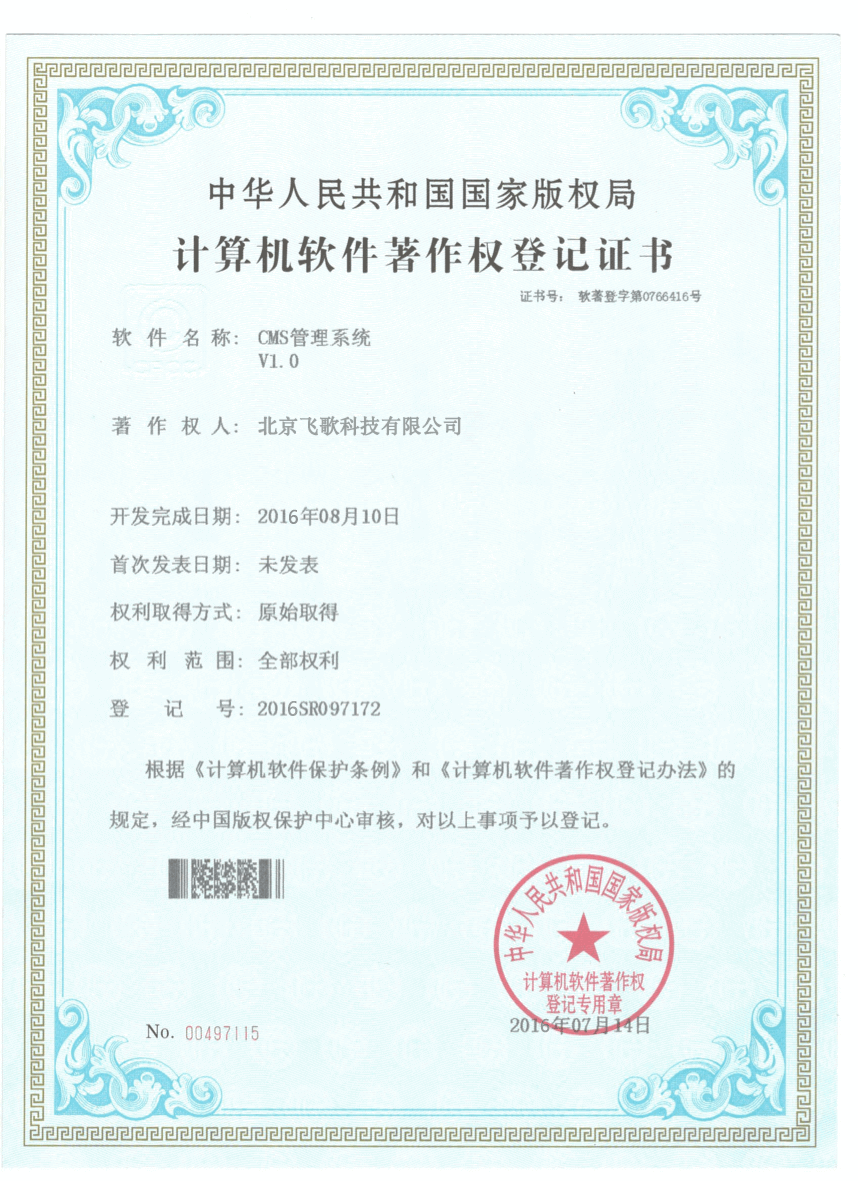 中华人民共和国国家版权局
计算机软件著作权登记证书
证书号： 软著登字第0766416号
软件名称： CMS管理系统
V1.0
著作权人： 北京飞歌科技有限公司
开发完成日期： 2016年08月10日
首次发表日期： 未发表
权利取得方式： 原始取得
权利范围： 全部权利
登记号： 2016SR097172
根据《计算机软件保护条例》和《计算机软件著作权登记办法》的
规定，经中国版权保护中心审核，对以上事项予以登记。
中华人民共和国国家版权局
计算机软件著作权
登记专用章
2016年07月14日
No. 00497115